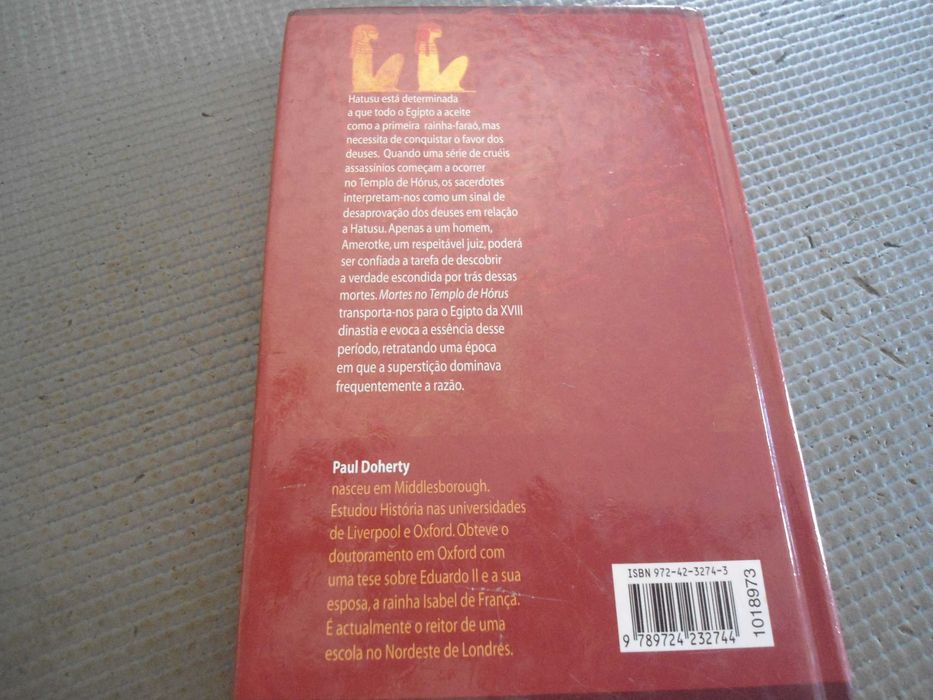 Hatusu está determinada
a que todo o Egipto a aceite
como a primeira rainha-faraó, mas
necessita de conquistar o favor dos
deuses. Quando uma série de cruéis
assassínios começam a ocorrer
no Templo de Hórus, os sacerdotes
interpretam-nos como um sinal de
desaprovação dos deuses em relação
a Hatusu. Apenas a um homem,
Amerotke, um respeitável juiz, poderá
ser confiada a tarefa de descobrir
a verdade escondida por trás dessas
mortes. Mortes no Templo de Hórus
transporta-nos para o Egipto da XVIII
dinastia e evoca a essência desse
período, retratando uma época
em que a superstição dominava
frequentemente a razão.
Paul Doherty
nasceu em Middlesborough.
Estudou História nas universidades
de Liverpool e Oxford. Obteve o
doutoramento em Oxford com
uma tese sobre Eduardo II e a sua
esposa, a rainha Isabel de França.
É actualmente o reitor de uma
escola no Nordeste de Londres.
ISBN 972-42-3274-3
9 789724 232744
1018973